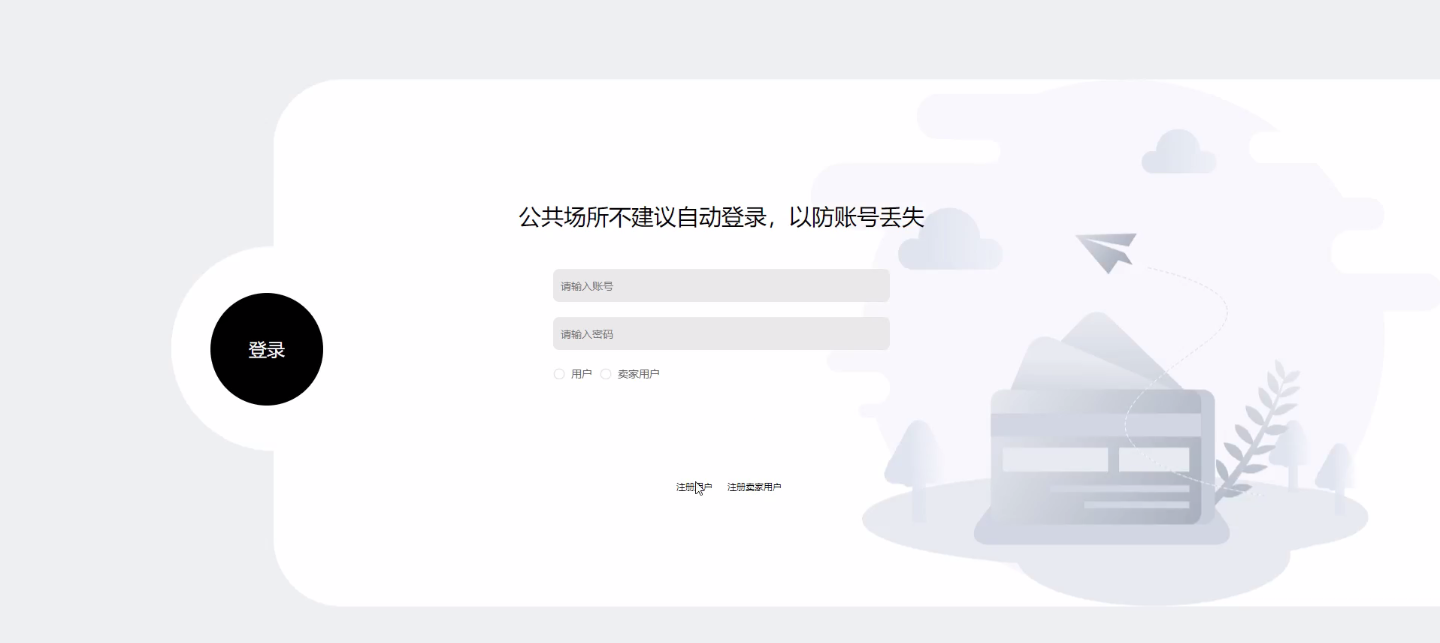 公共场所不建议自动登录，以防账号丢失
请输入账号
登录
请输入密码
用户 卖家用户
注册用户 注册卖家用户